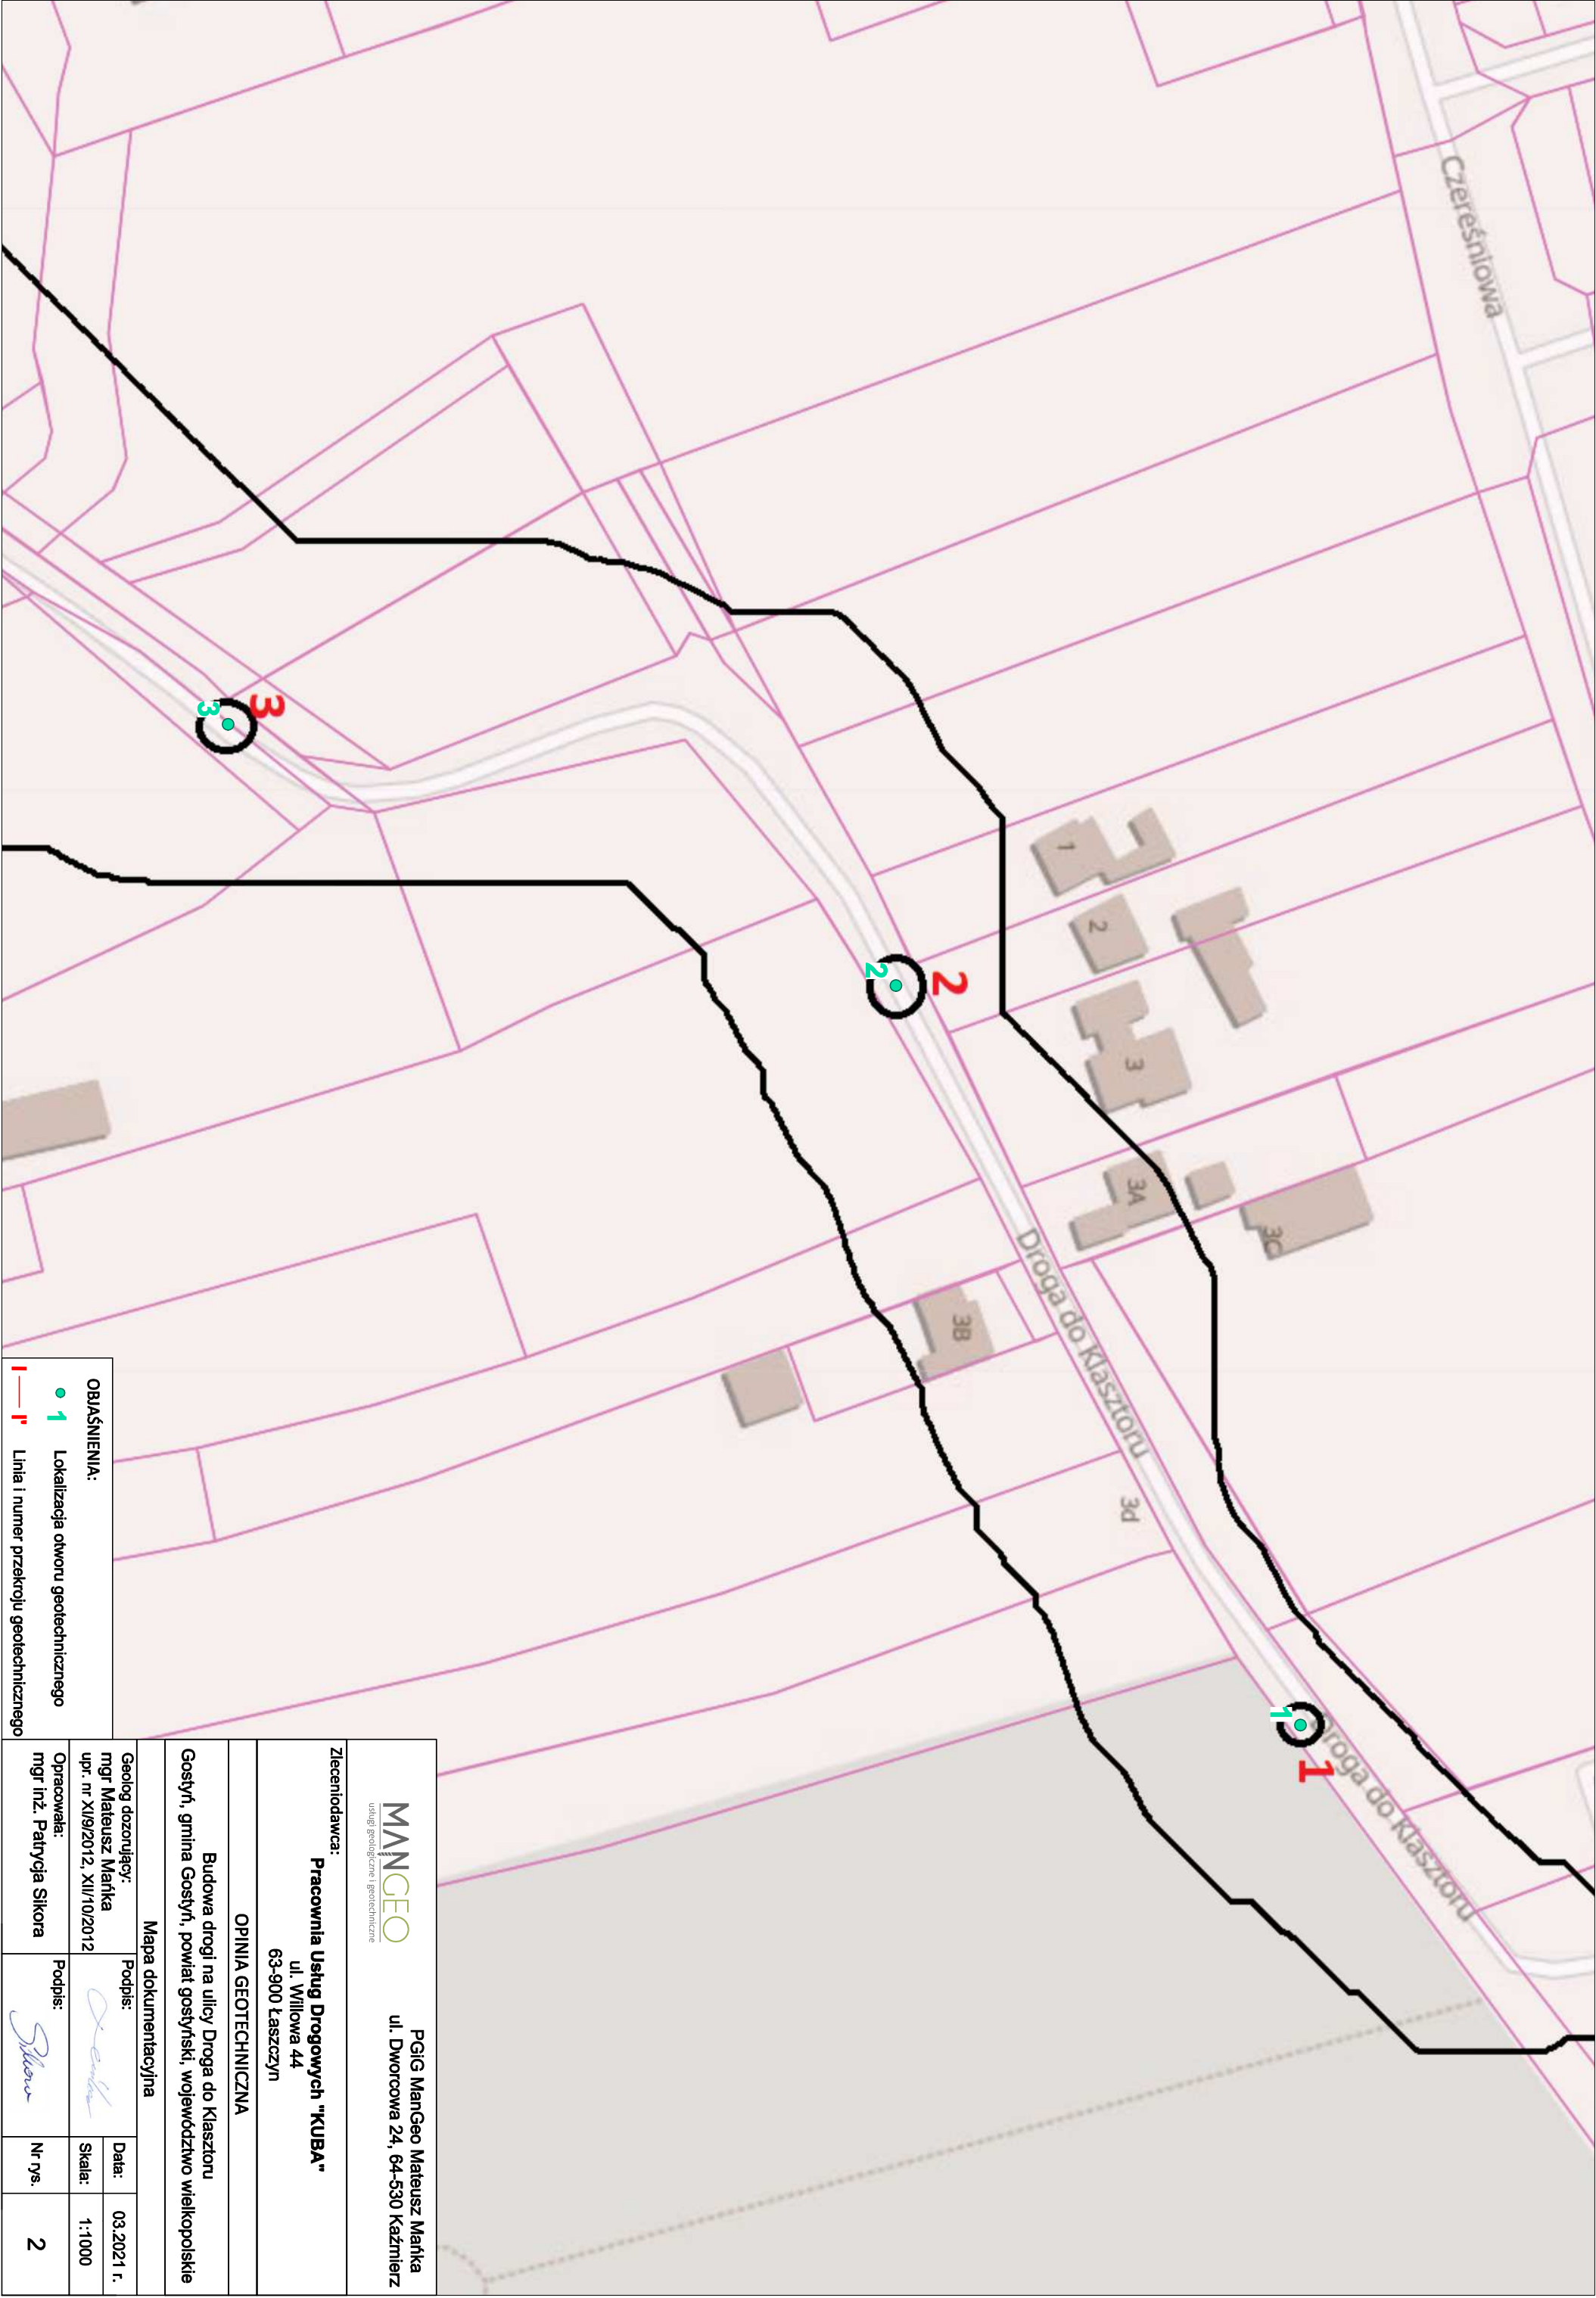 Czereśniowa
1
2
3
3A
3C
3B
3d
Droga do Klasztoru
Droga do Klasztoru
1
1
2
2
3
3
OBJAŚNIENIA:
1 Lokalizacja otworu geotechnicznego
I I' Linia i numer przekroju geotechnicznego
MANGEO
usługi geologiczne i geotechniczne
PGiG ManGeo Mateusz Mańka
ul. Dworcowa 24, 64-530 Kaźmierz
Zleceniodawca:
Pracownia Usług Drogowych "KUBA"
ul. Willowa 44
63-900 Łaszczyn
OPINIA GEOTECHNICZNA
Budowa drogi na ulicy Droga do Klasztoru
Gostyń, gmina Gostyń, powiat gostyński, województwo wielkopolskie
Mapa dokumentacyjna
Geolog dozorujący:
mgr Mateusz Mańka
upr. nr XI/9/2012, XII/10/2012
Podpis:
Data: 03.2021 r.
Skala: 1:1000
Opracowała:
mgr inż. Patrycja Sikora
Podpis:
Nr rys. 2